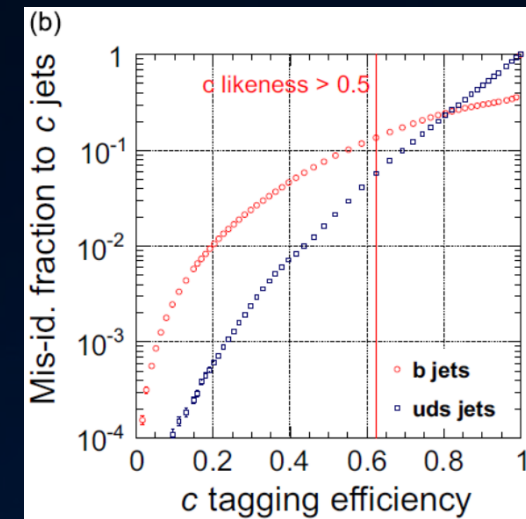 (b)
Mis-id. fraction to c jets
1
10⁻¹
10⁻²
10⁻³
10⁻⁴
c likeness > 0.5
b jets
uds jets
0 0.2 0.4 0.6 0.8 1
c tagging efficiency